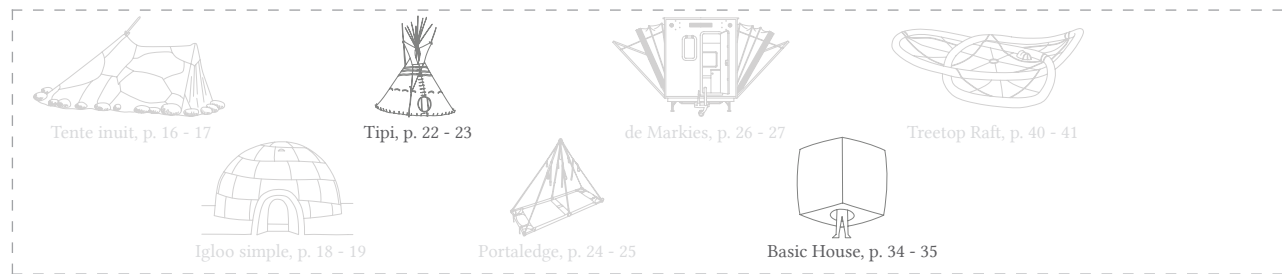 Tente inuit, p. 16 - 17
Tipi, p. 22 - 23
de Markies, p. 26 - 27
Treetop Raft, p. 40 - 41
Igloo simple, p. 18 - 19
Portaledge, p. 24 - 25
Basic House, p. 34 - 35